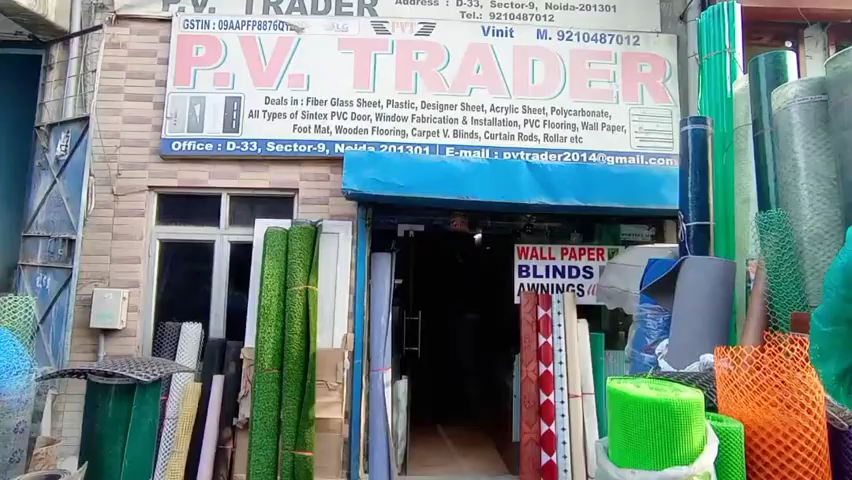 P.V. TRADER
Address : D-33, Sector-9, Noida-201301
Tel.: 9210487012
GSTIN : 09AAPFP8876Q
PVT
Vinit M. 9210487012
P.V. TRADER
Deals in : Fiber Glass Sheet, Plastic, Designer Sheet, Acrylic Sheet, Polycarbonate,
All Types of Sintex PVC Door, Window Fabrication & Installation, PVC Flooring, Wall Paper,
Foot Mat, Wooden Flooring, Carpet V. Blinds, Curtain Rods, Rollar etc
Office : D-33, Sector-9, Noida 201301 E-mail : pvtrader2014@gmail.com
WALL PAPER
BLINDS
AWNINGS